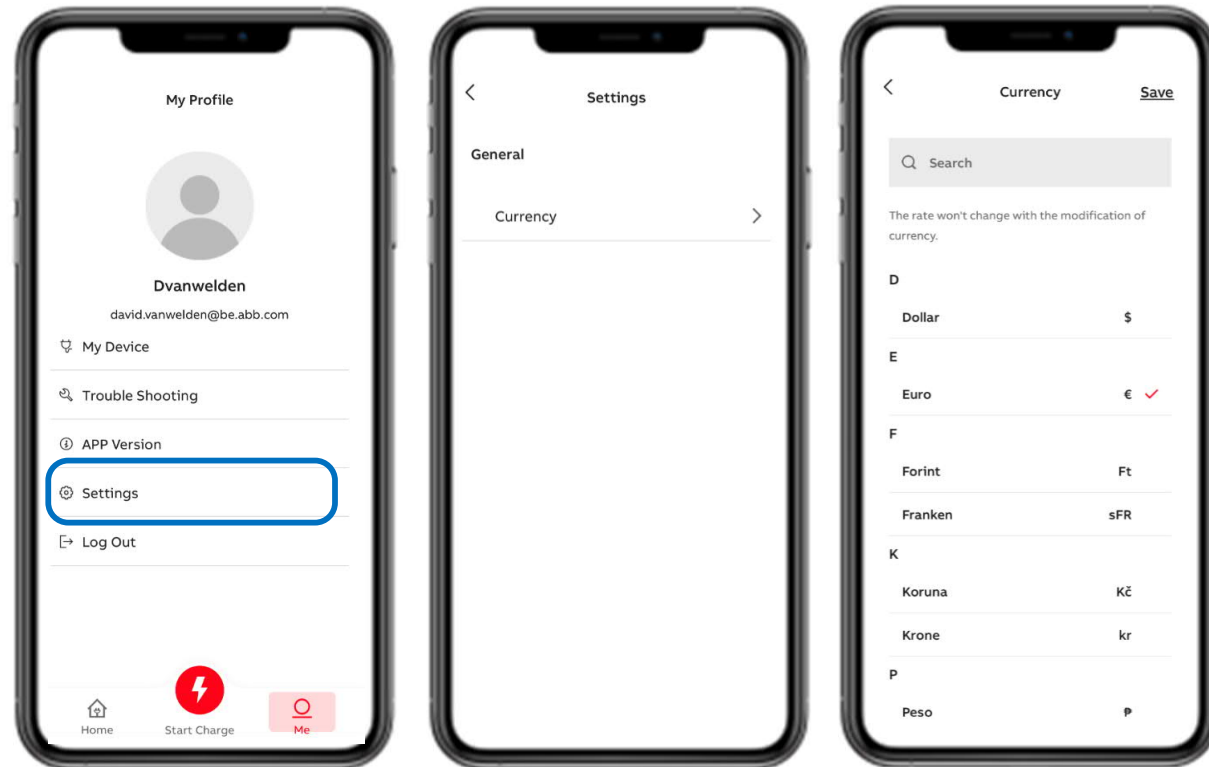 My Profile
Dvanwelden
david.vanwelden@be.abb.com
My Device
Trouble Shooting
APP Version
Settings
Log Out
Home
Start Charge
Me
Settings
General
Currency
Currency
Save
Search
The rate won't change with the modification of
currency.
D
Dollar $
E
Euro €
F
Forint Ft
Franken sFR
K
Koruna Kč
Krone kr
P
Peso ₱